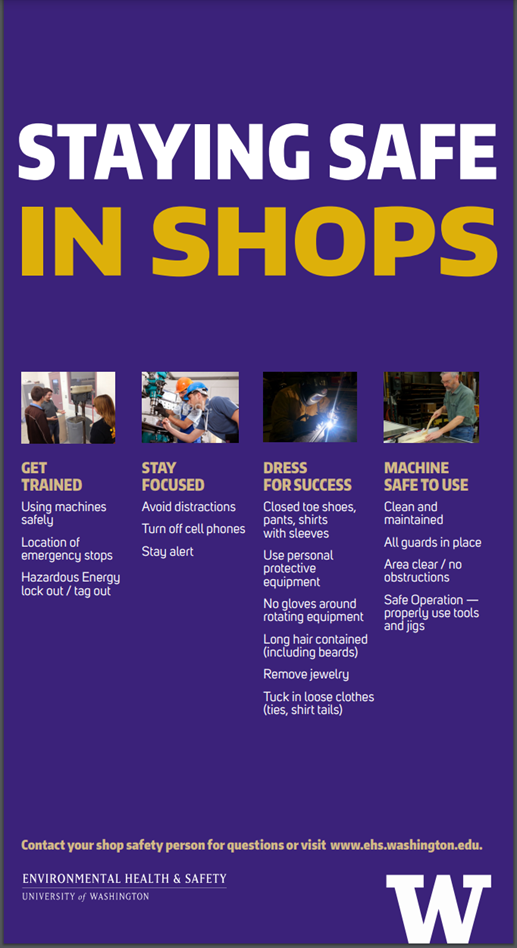 STAYING SAFE
IN SHOPS
GET
TRAINED
Using machines
safely
Location of
emergency stops
Hazardous Energy
lock out / tag out
STAY
FOCUSED
Avoid distractions
Turn off cell phones
Stay alert
DRESS
FOR SUCCESS
Closed toe shoes,
pants, shirts
with sleeves
Use personal
protective
equipment
No gloves around
rotating equipment
Long hair contained
(including beards)
Remove jewelry
Tuck in loose clothes
(ties, shirt tails)
MACHINE
SAFE TO USE
Clean and
maintained
All guards in place
Area clear / no
obstructions
Safe Operation —
properly use tools
and jigs
Contact your shop safety person for questions or visit www.ehs.washington.edu.
ENVIRONMENTAL HEALTH & SAFETY
UNIVERSITY of WASHINGTON
W